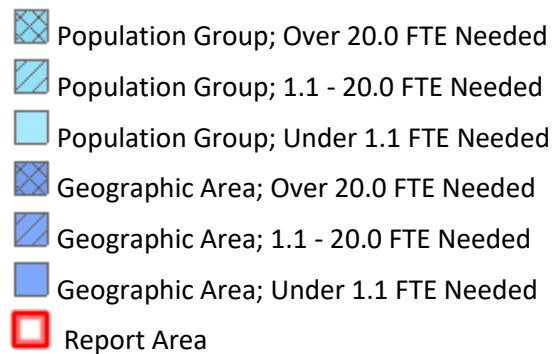 Population Group; Over 20.0 FTE Needed
Population Group; 1.1 - 20.0 FTE Needed
Population Group; Under 1.1 FTE Needed
Geographic Area; Over 20.0 FTE Needed
Geographic Area; 1.1 - 20.0 FTE Needed
Geographic Area; Under 1.1 FTE Needed
Report Area